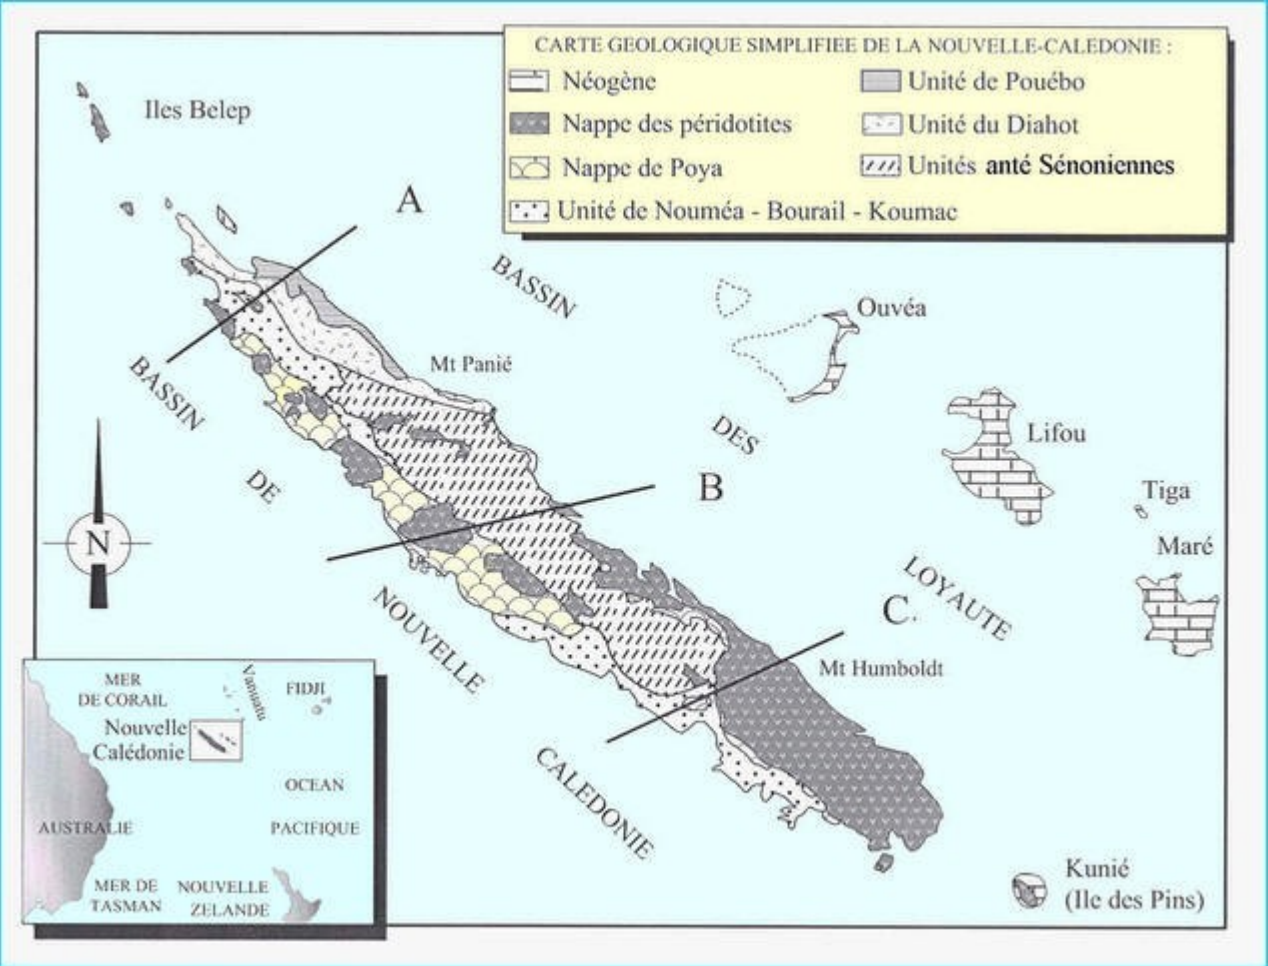 CARTE GEOLOGIQUE SIMPLIFIEE DE LA NOUVELLE-CALEDONIE :
Néogène
Unité de Pouébo
Nappe des péridotites
Unité du Diahot
Nappe de Poya
Unités anté Sénoniennes
Unité de Nouméa - Bourail - Koumac
Iles Belep
A
BASSIN
DES
LOYAUTE
Ouvéa
Mt Panié
Lifou
B
Tiga
Maré
C.
Mt Humboldt
BASSIN
DE
NOUVELLE
CALEDONIE
N
Kunié
(Ile des Pins)
MER
DE CORAIL
Vanuatu
FIDJI
Nouvelle
Calédonie
OCEAN
PACIFIQUE
AUSTRALIE
MER DE
TASMAN
NOUVELLE
ZELANDE